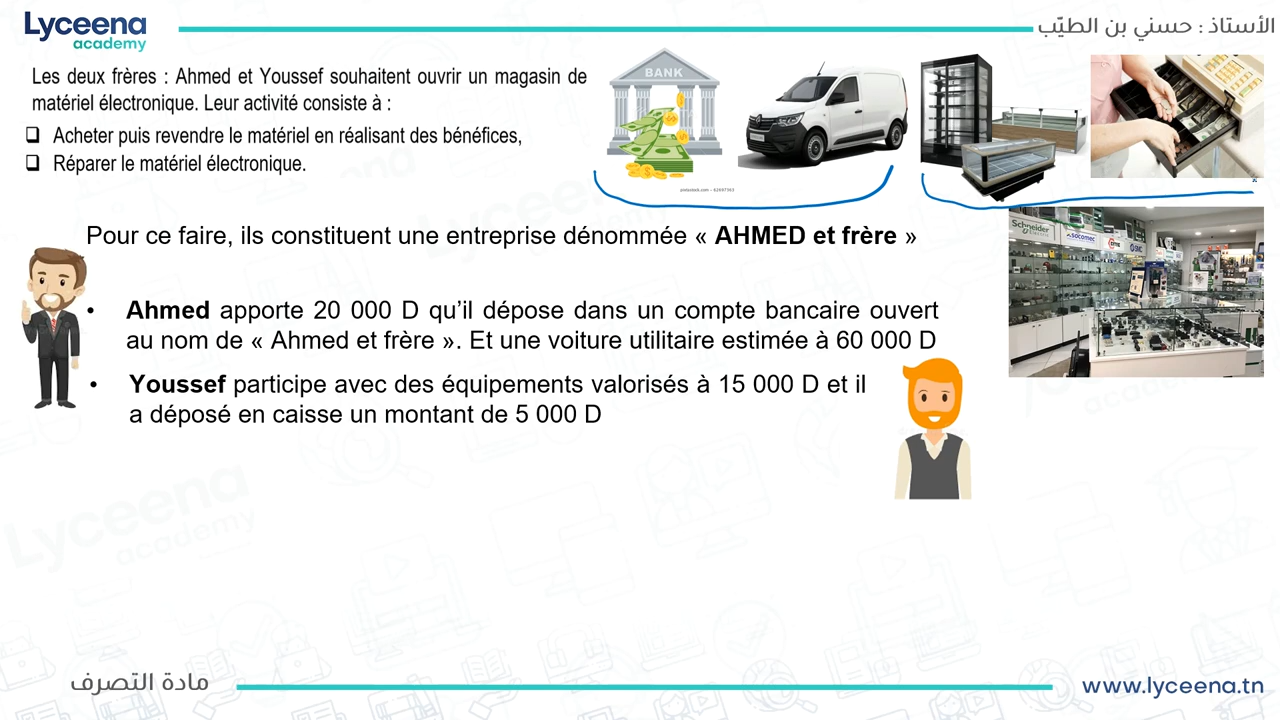 Lyceena
academy
الأستاذ : حسني بن الطيّب
Les deux frères : Ahmed et Youssef souhaitent ouvrir un magasin de
matériel électronique. Leur activité consiste à :
❑ Acheter puis revendre le matériel en réalisant des bénéfices,
❑ Réparer le matériel électronique.
BANK
Pour ce faire, ils constituent une entreprise dénommée « AHMED et frère »
• Ahmed apporte 20 000 D qu’il dépose dans un compte bancaire ouvert
au nom de « Ahmed et frère ». Et une voiture utilitaire estimée à 60 000 D
• Youssef participe avec des équipements valorisés à 15 000 D et il
a déposé en caisse un montant de 5 000 D
Schneider
socomec
مادة التصرف
www.lyceena.tn